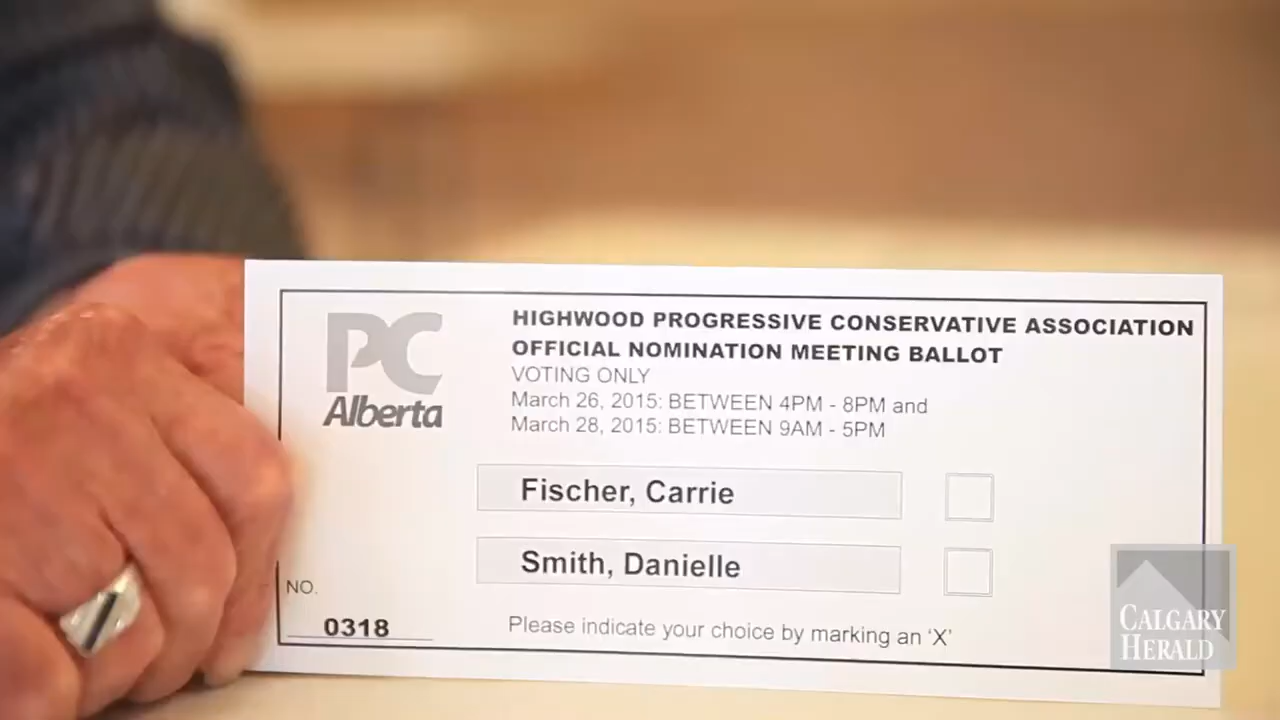 PC
Alberta
HIGHWOOD PROGRESSIVE CONSERVATIVE ASSOCIATION
OFFICIAL NOMINATION MEETING BALLOT
VOTING ONLY
March 26, 2015: BETWEEN 4PM - 8PM and
March 28, 2015: BETWEEN 9AM - 5PM
Fischer, Carrie
Smith, Danielle
NO.
0318
Please indicate your choice by marking an ‘X’
CALGARY
HERALD